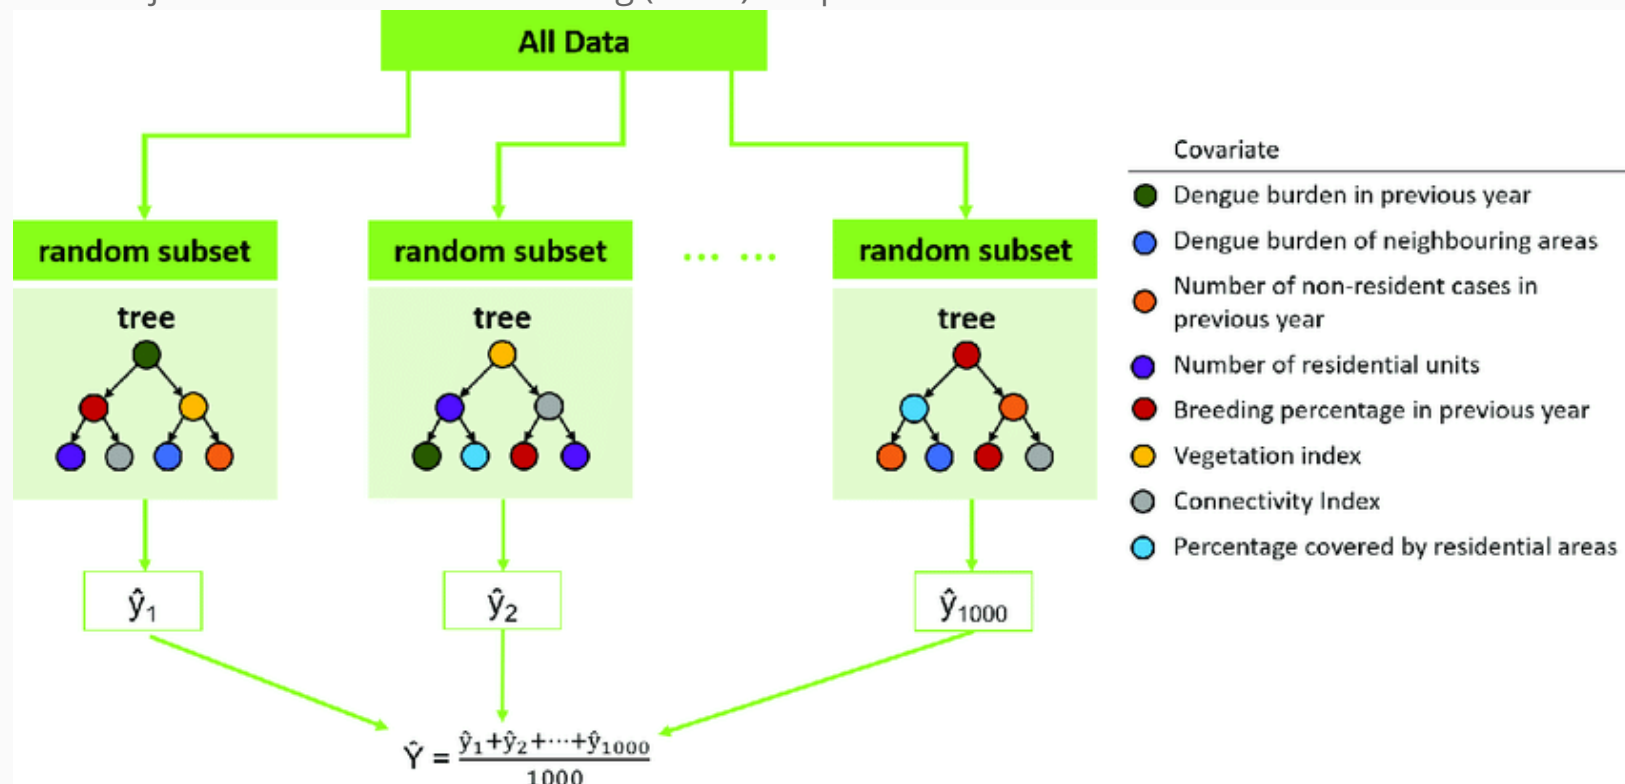 All Data
random subset
random subset
... ...
random subset
tree
tree
tree
ŷ1
ŷ2
ŷ1000
Ŷ = ŷ1+ŷ2+⋯+ŷ1000
1000
Covariate
Dengue burden in previous year
Dengue burden of neighbouring areas
Number of non-resident cases in
previous year
Number of residential units
Breeding percentage in previous year
Vegetation index
Connectivity Index
Percentage covered by residential areas